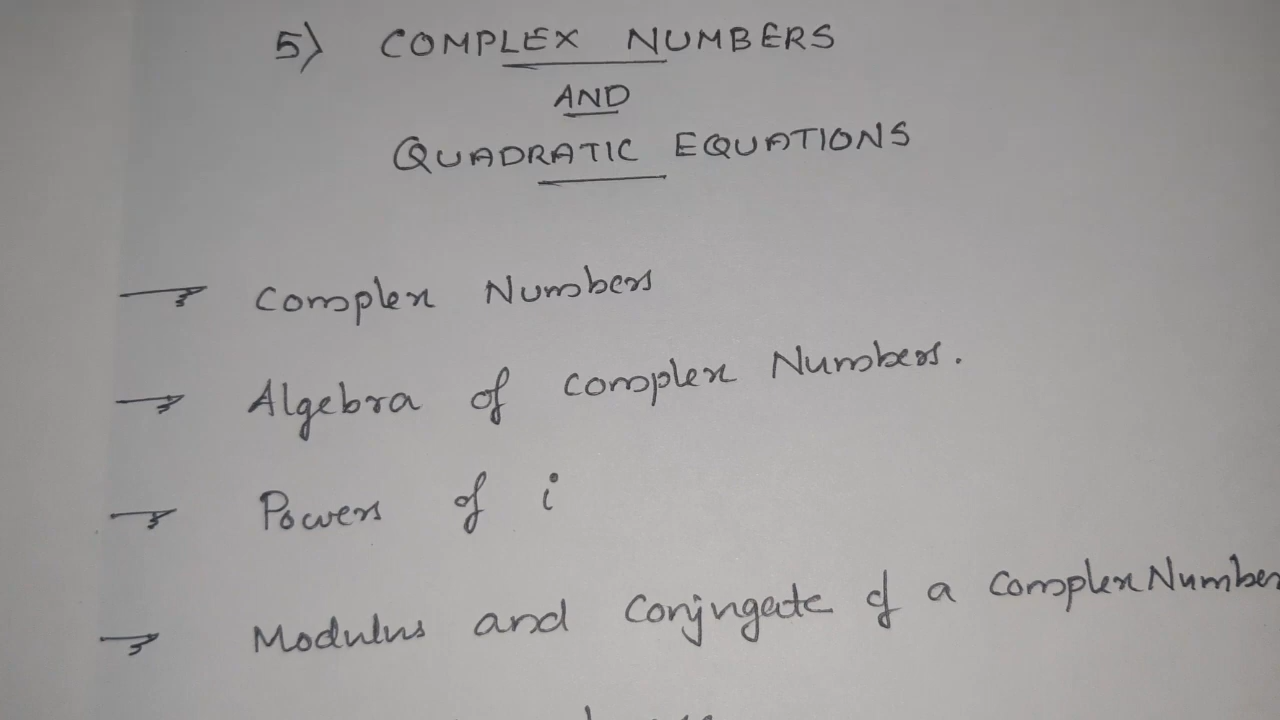 5) COMPLEX NUMBERS
AND
QUADRATIC EQUATIONS
→ Complex Numbers
→ Algebra of Complex Numbers.
→ Powers of i
→ Modulus and Conjugate of a Complex Number